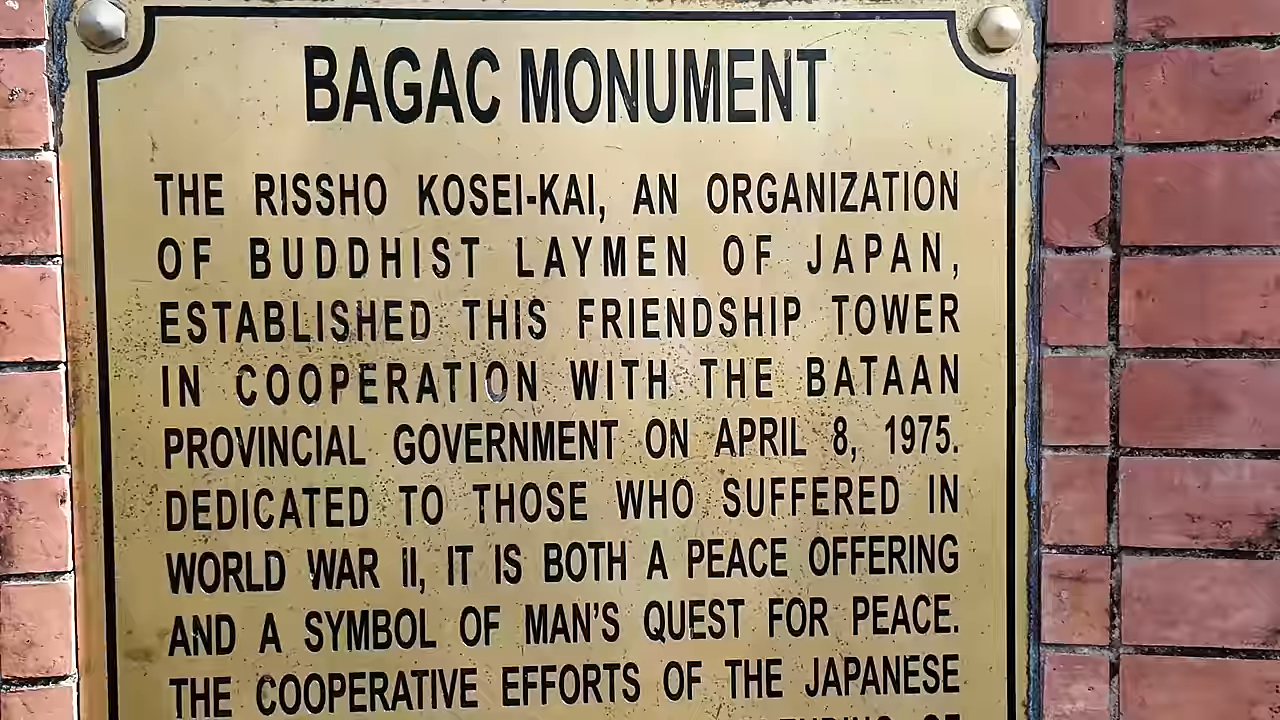 BAGAC MONUMENT
THE RISSHO KOSEI-KAI, AN ORGANIZATION
OF BUDDHIST LAYMEN OF JAPAN,
ESTABLISHED THIS FRIENDSHIP TOWER
IN COOPERATION WITH THE BATAAN
PROVINCIAL GOVERNMENT ON APRIL 8, 1975.
DEDICATED TO THOSE WHO SUFFERED IN
WORLD WAR II, IT IS BOTH A PEACE OFFERING
AND A SYMBOL OF MAN'S QUEST FOR PEACE.
THE COOPERATIVE EFFORTS OF THE JAPANESE